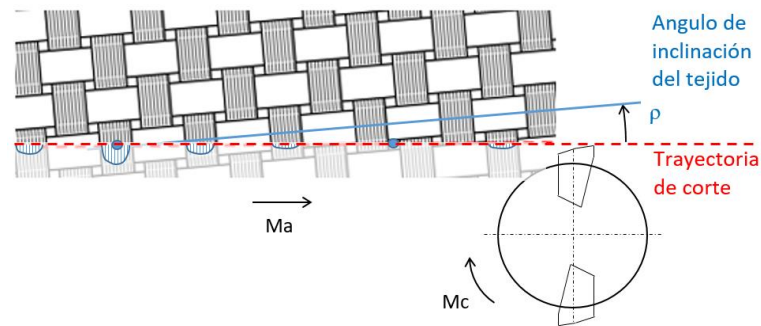 Angulo de
inclinación
del tejido
ρ
Trayectoria
de corte
Ma
Mc